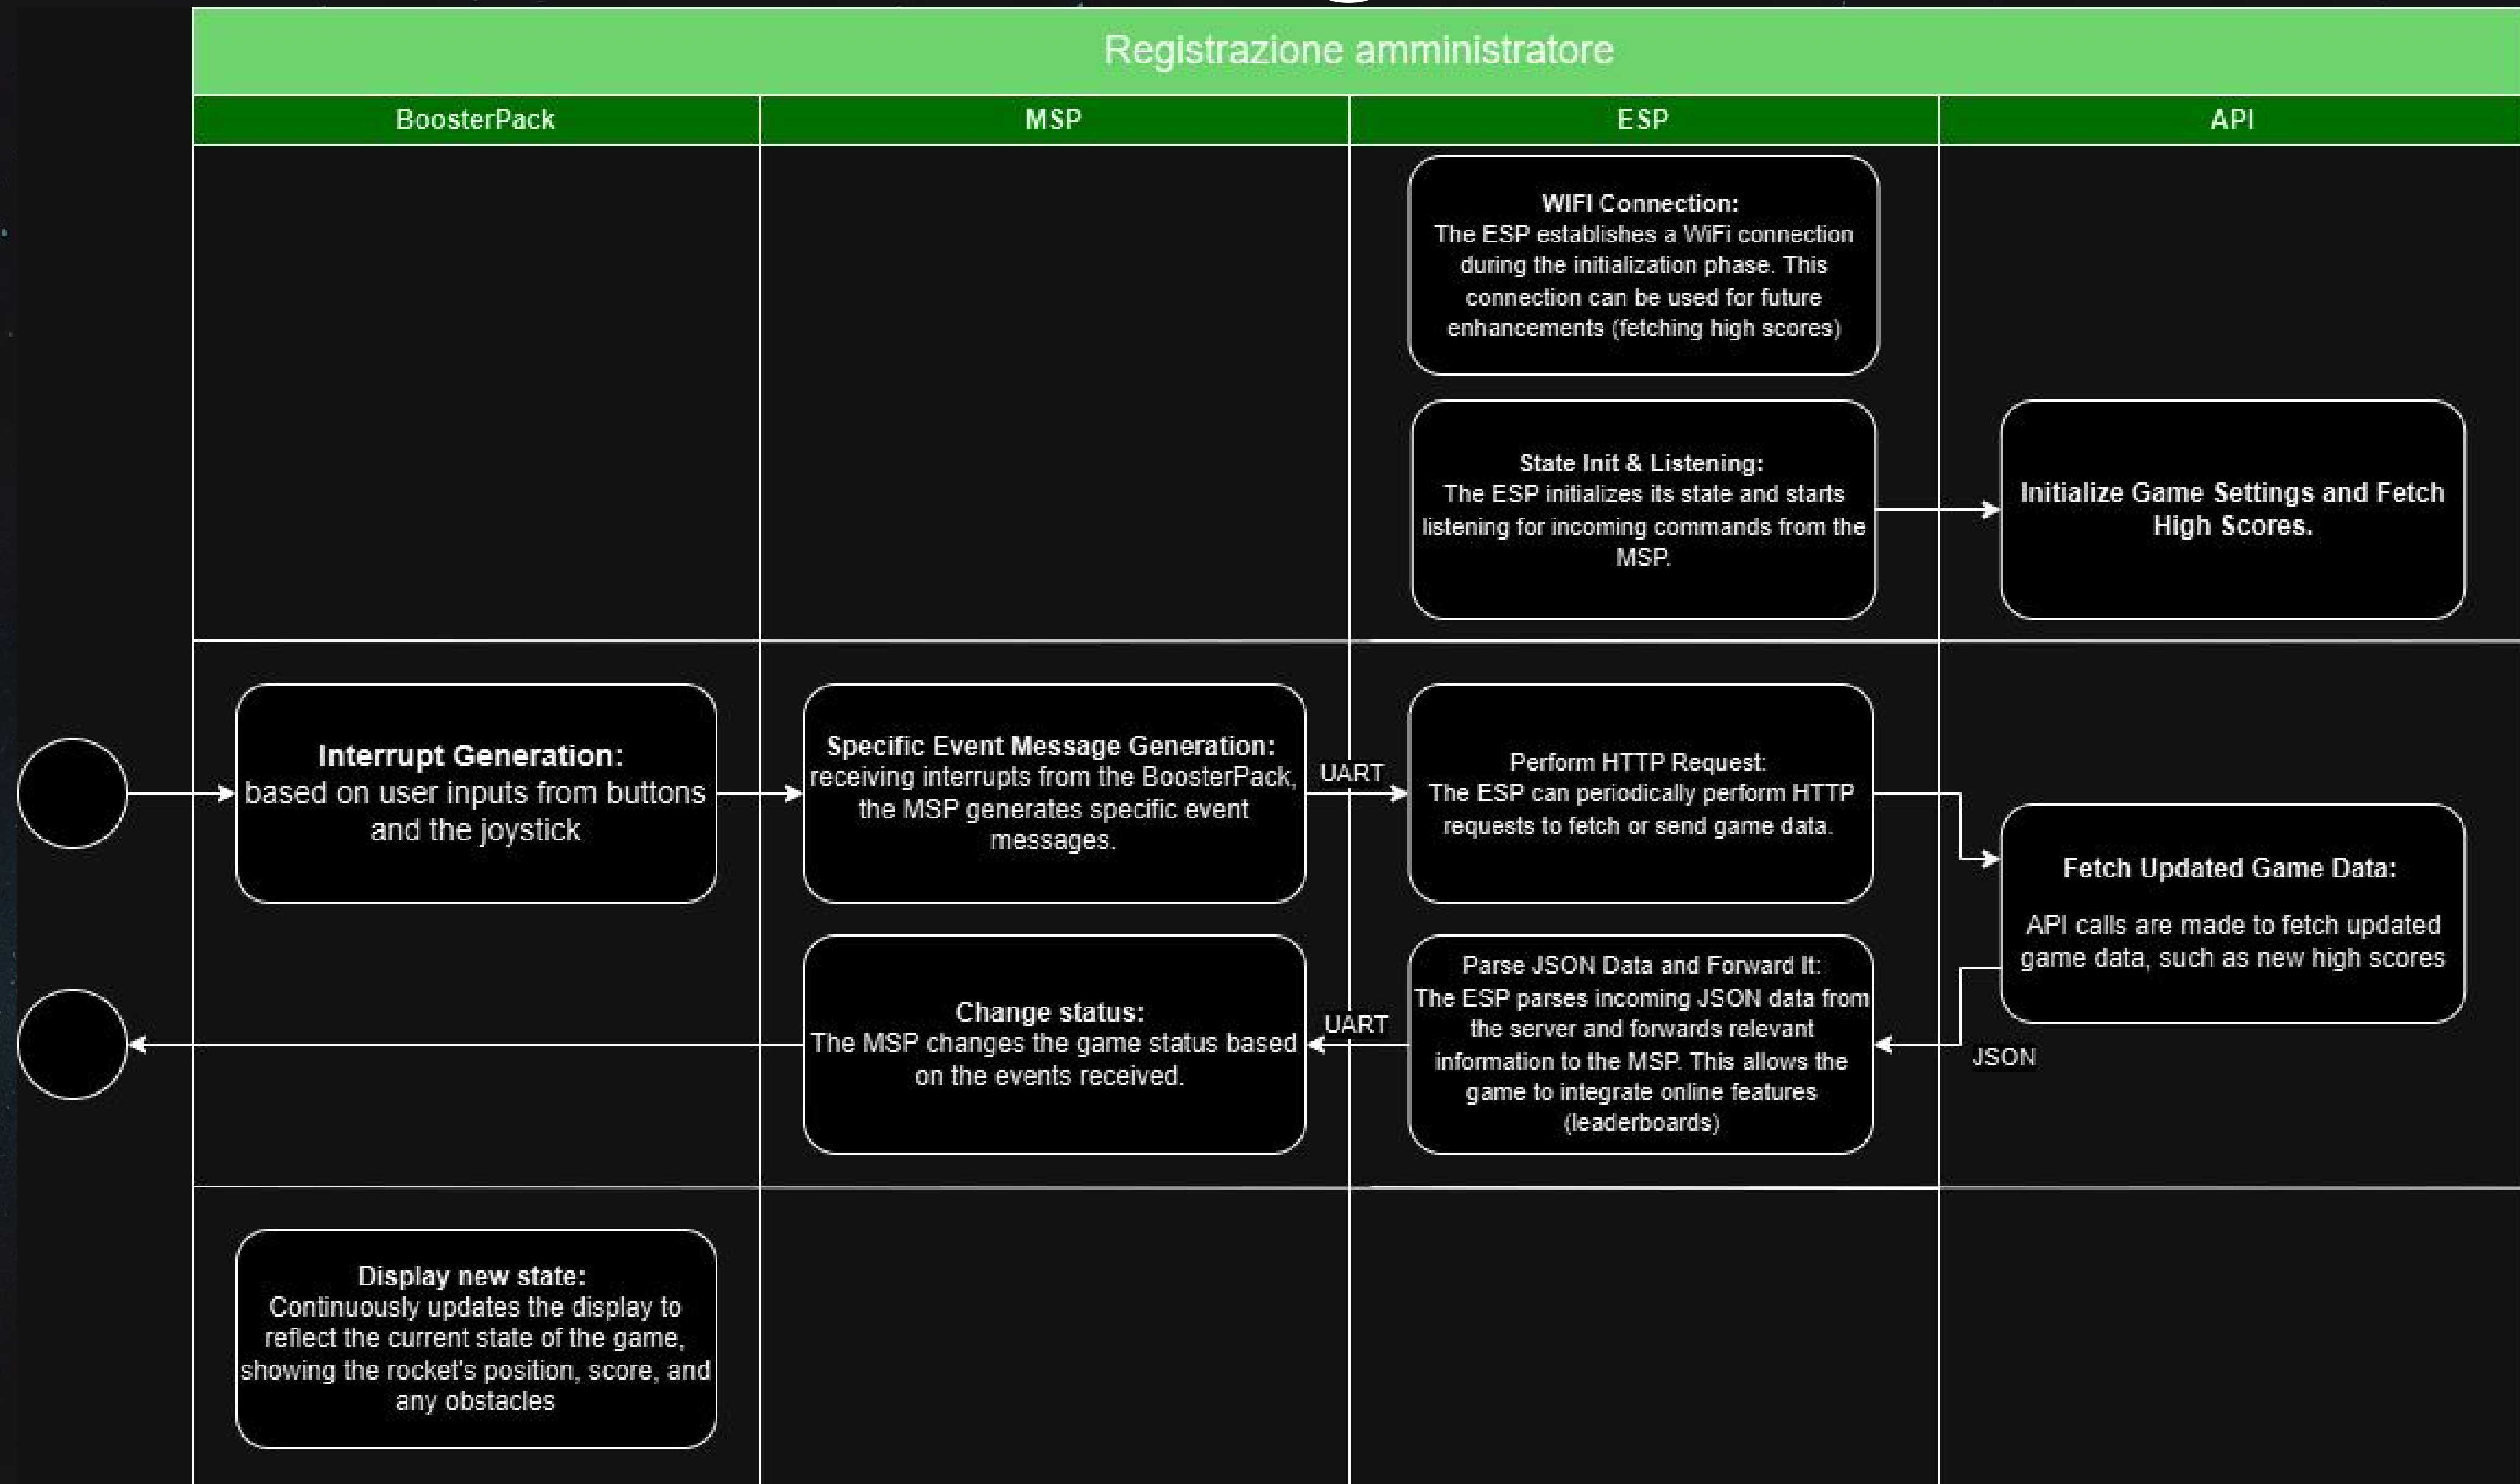 Registrazione amministratore
BoosterPack
MSP
ESP
API
WIFI Connection:
The ESP establishes a WiFi connection
during the initialization phase. This
connection can be used for future
enhancements (fetching high scores)
State Init & Listening:
The ESP initializes its state and starts
listening for incoming commands from the
MSP.
Initialize Game Settings and Fetch
High Scores.
Interrupt Generation:
based on user inputs from buttons
and the joystick
Specific Event Message Generation:
receiving interrupts from the BoosterPack,
the MSP generates specific event
messages.
UART
Perform HTTP Request:
The ESP can periodically perform HTTP
requests to fetch or send game data.
Fetch Updated Game Data:
API calls are made to fetch updated
game data, such as new high scores
JSON
Parse JSON Data and Forward It:
The ESP parses incoming JSON data from
the server and forwards relevant
information to the MSP. This allows the
game to integrate online features
(leaderboards)
UART
Change status:
The MSP changes the game status based
on the events received.
Display new state:
Continuously updates the display to
reflect the current state of the game,
showing the rocket's position, score, and
any obstacles